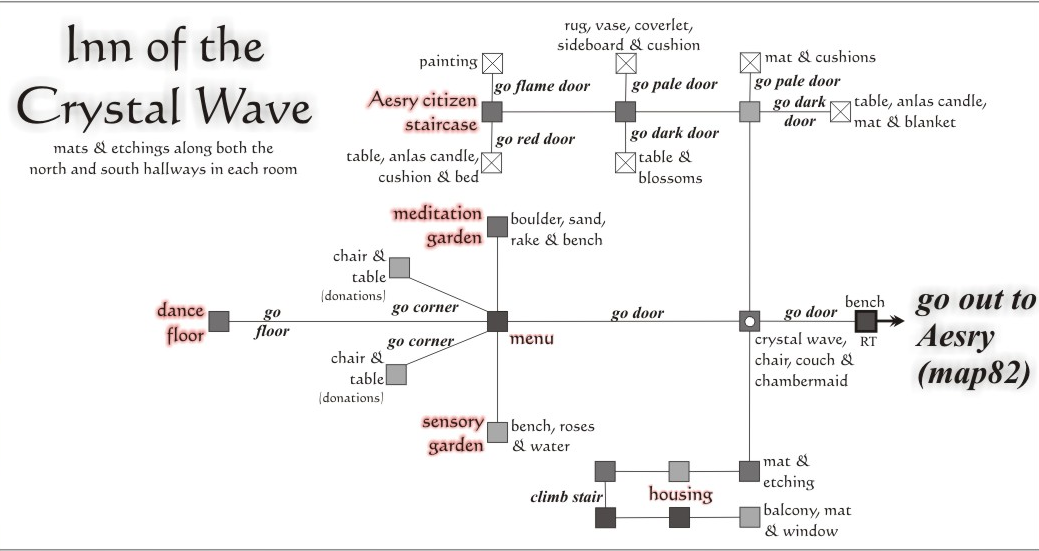 Inn of the
Crystal Wave
mats & etchings along both the
north and south hallways in each room
rug, vase, coverlet,
sideboard & cushion
painting
mat & cushions
go flame door
go pale door
go pale door
Aesry citizen
staircase
go dark
door
table, anlas candle,
mat & blanket
go red door
go dark door
table, anlas candle,
cushion & bed
table &
blossoms
meditation
garden
boulder, sand,
rake & bench
chair &
table
(donations)
go corner
dance
floor
go
floor
go door
go door
bench
RT
go out to
Aesry
(map82)
go corner
menu
crystal wave,
chair, couch &
chambermaid
chair &
table
(donations)
sensory
garden
bench, roses
& water
mat &
etching
climb stair
housing
balcony, mat
& window